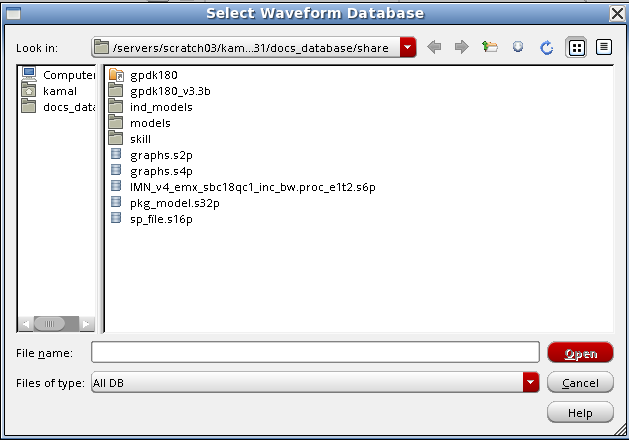 Select Waveform Database
Look in: /servers/scratch03/kam...31/docs_database/share
Computer
kamal
docs_data
gpdk180
gpdk180_v3.3b
ind_models
models
skill
graphs.s2p
graphs.s4p
IMN_v4_emx_sbc18qc1_inc_bw.proc_e1t2.s6p
pkg_model.s32p
sp_file.s16p
File name: Open
Files of type: All DB Cancel
Help